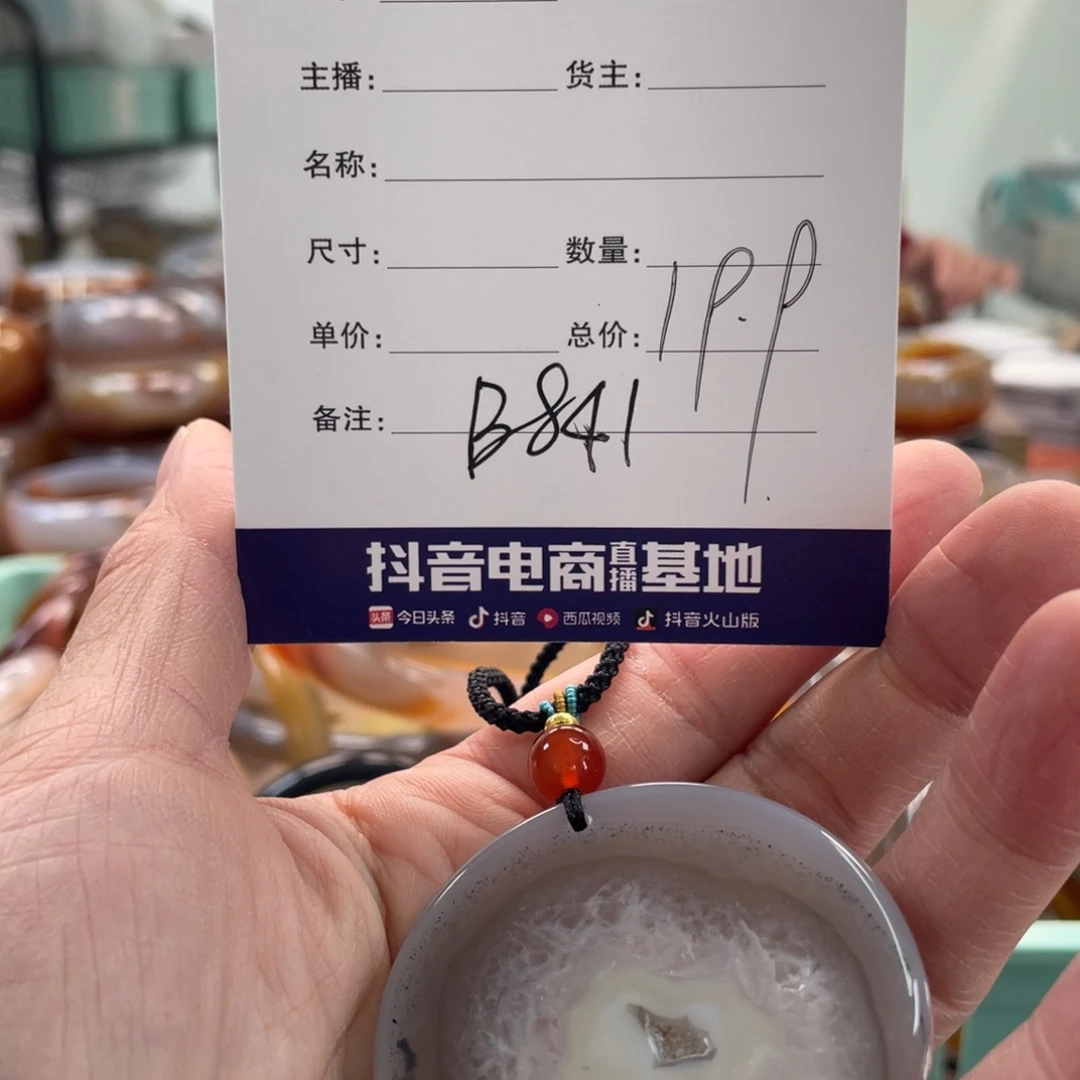 主播： 货主：
名称：
尺寸： 数量：
单价： 总价：
备注： B841
抖音电商直播基地
头条 今日头条 抖音 西瓜视频 抖音火山版